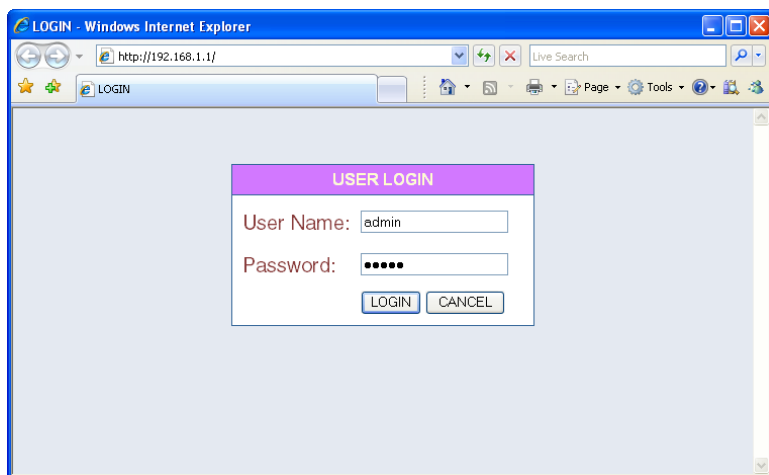 LOGIN - Windows Internet Explorer
http://192.168.1.1/
Live Search
LOGIN
Page
Tools
USER LOGIN
User Name: admin
Password: •••••
LOGIN CANCEL